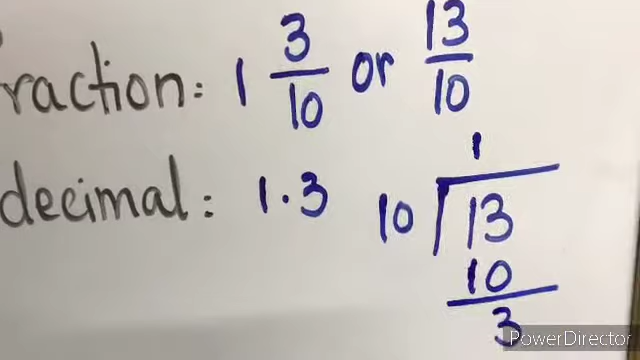 raction: 1 3/10 or 13/10
decimal: 1.3
1
10 13
10
3
PowerDirector